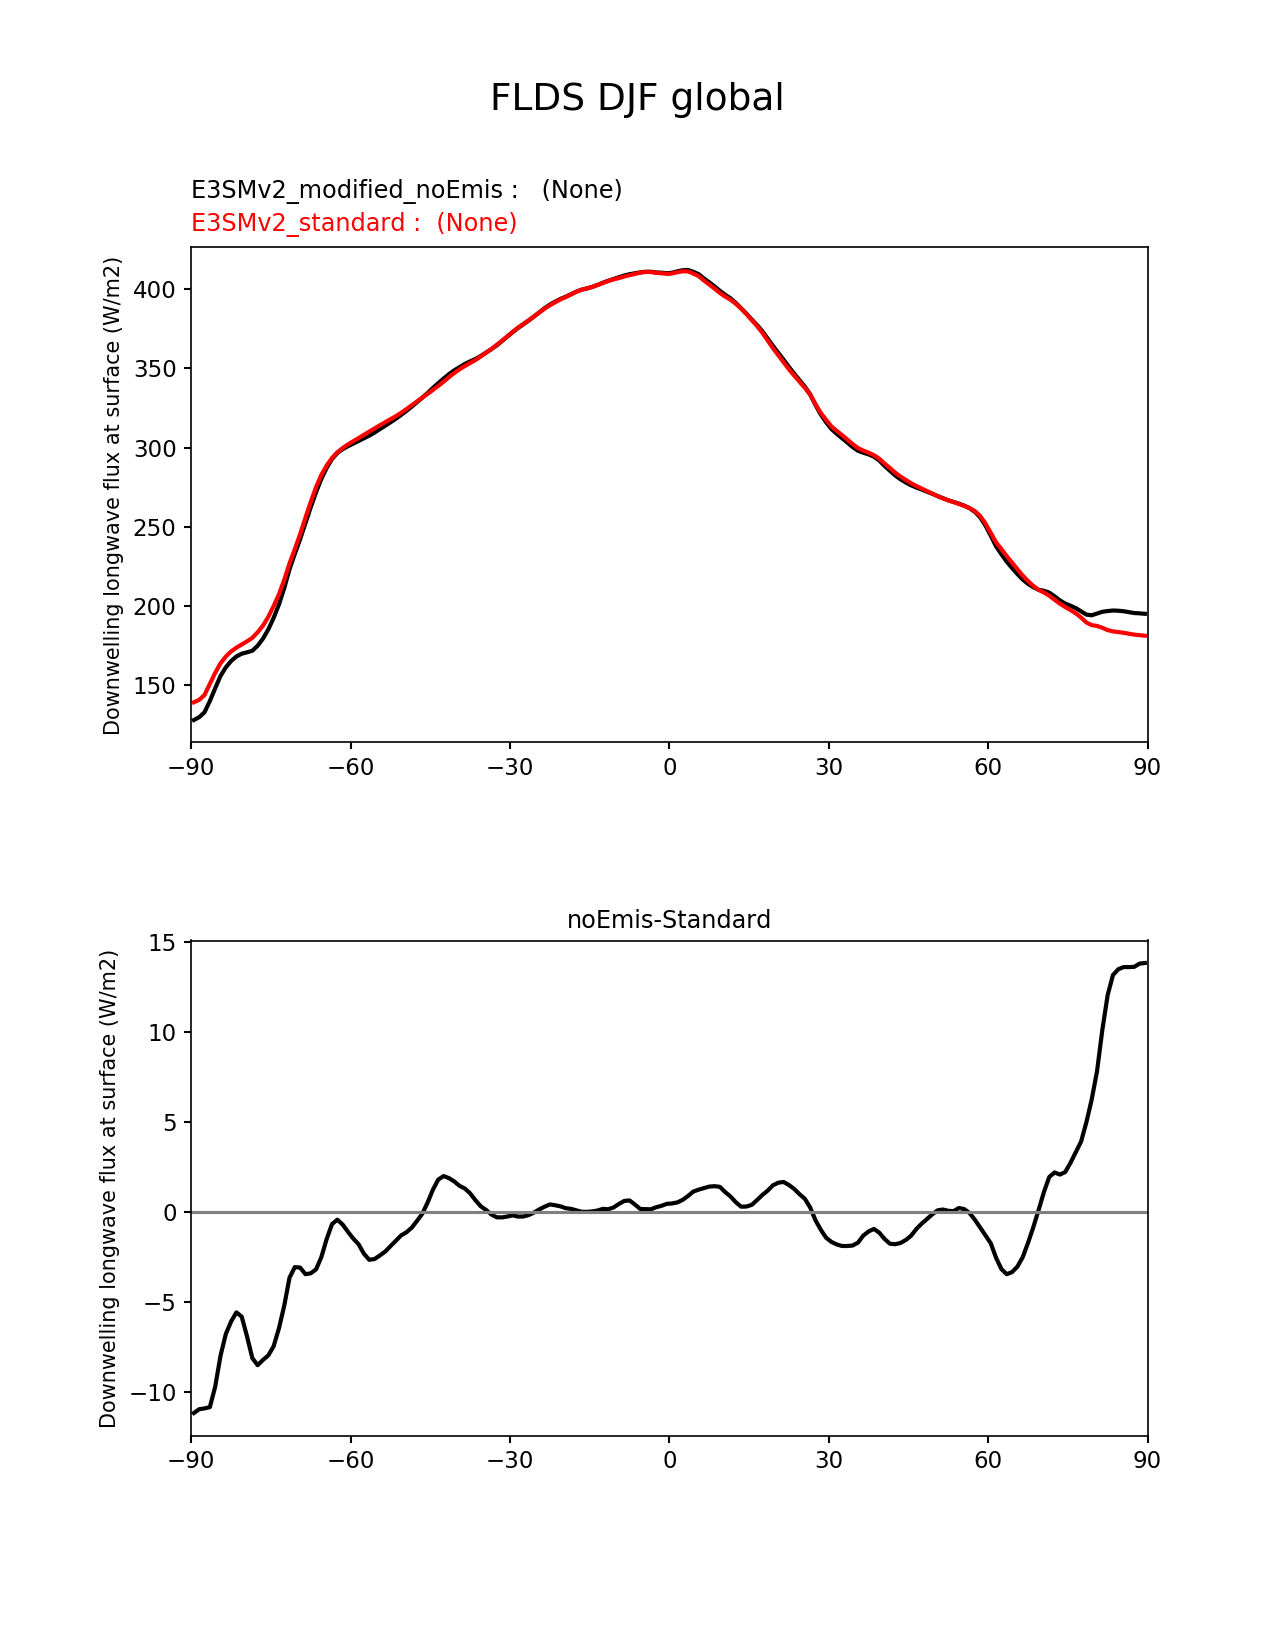 FLDS DJF global
E3SMv2_modified_noEmis :   (None)
E3SMv2_standard :  (None)
Downwelling longwave flux at surface (W/m2)
400
350
300
250
200
150
−90 −60 −30 0 30 60 90
noEmis-Standard
Downwelling longwave flux at surface (W/m2)
15
10
5
0
−5
−10
−90 −60 −30 0 30 60 90